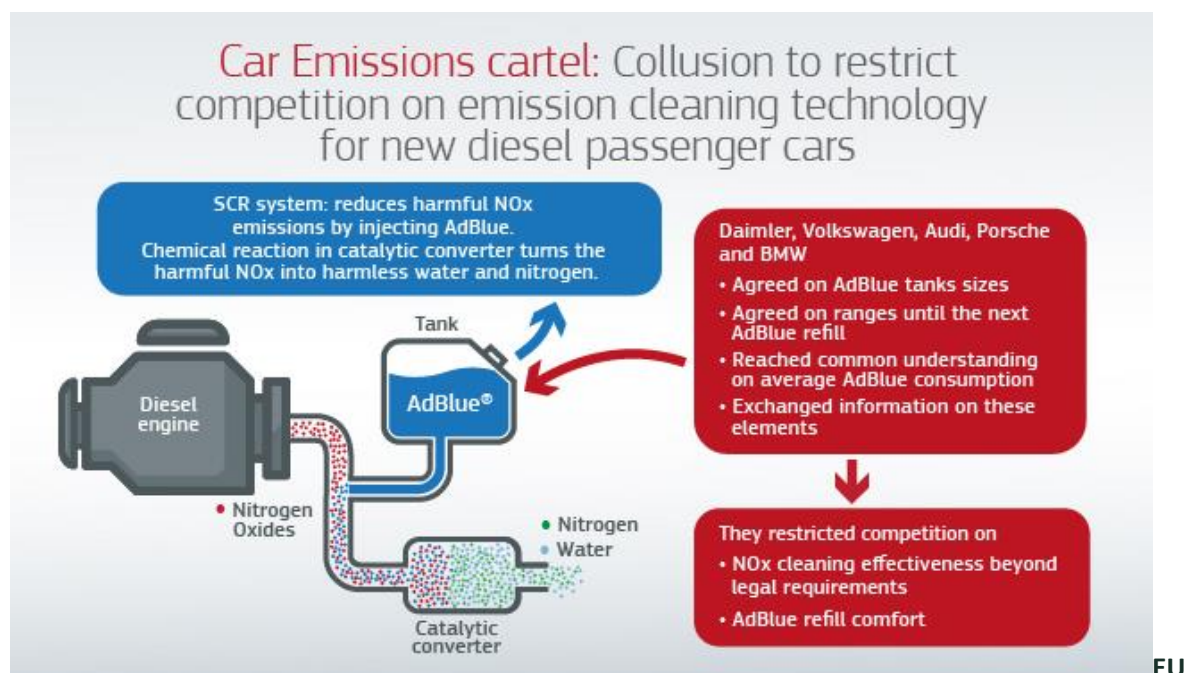 Car Emissions cartel: Collusion to restrict
competition on emission cleaning technology
for new diesel passenger cars
SCR system: reduces harmful NOx
emissions by injecting AdBlue.
Chemical reaction in catalytic converter turns the
harmful NOx into harmless water and nitrogen.
Daimler, Volkswagen, Audi, Porsche
and BMW
• Agreed on AdBlue tanks sizes
• Agreed on ranges until the next
AdBlue refill
• Reached common understanding
on average AdBlue consumption
• Exchanged information on these
elements
Tank
AdBlue®
Diesel
engine
• Nitrogen
Oxides
• Nitrogen
• Water
Catalytic
converter
They restricted competition on
• NOx cleaning effectiveness beyond
legal requirements
• AdBlue refill comfort
EU